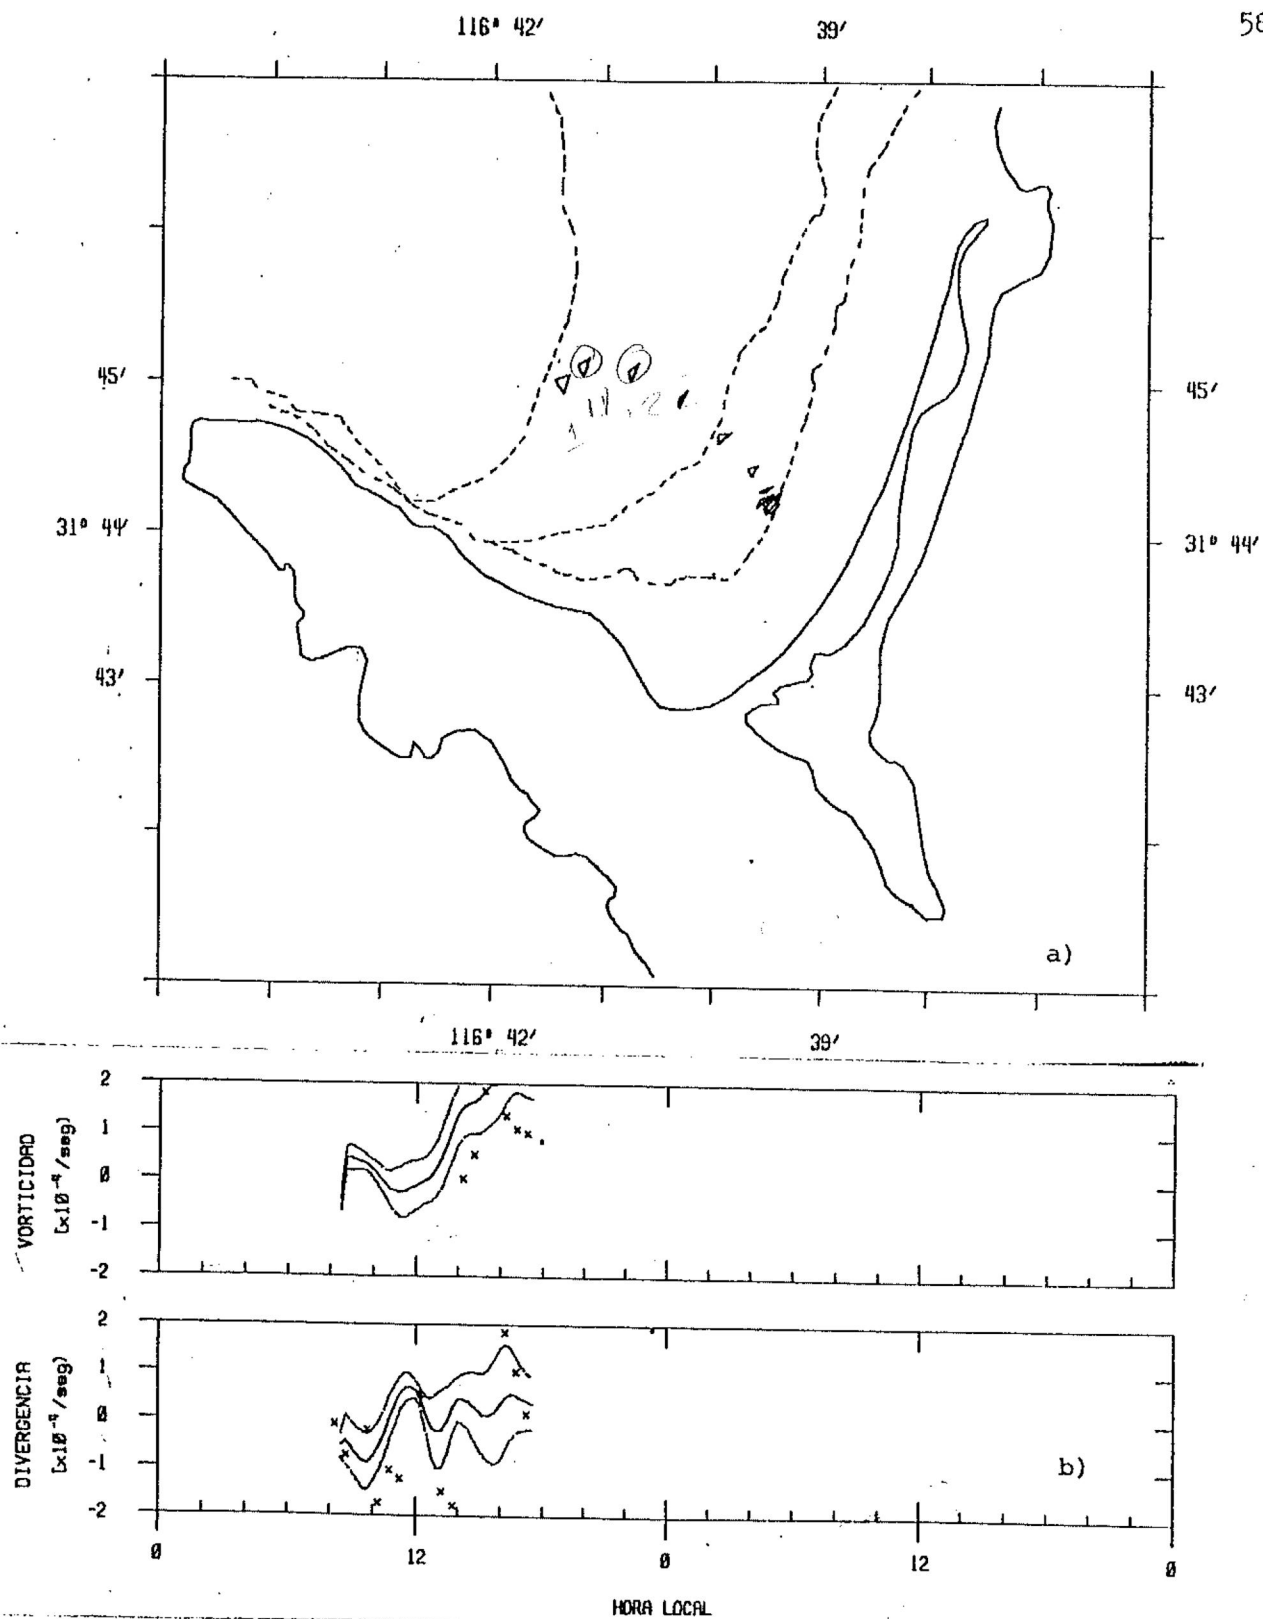 58
116° 42' 39'
45' 45'
31° 44' 31° 44'
43' 43'
a)
116° 42' 39'
VORTICIDAD
[x10⁻⁴/seg)
2
1
0
-1
-2
DIVERGENCIA
[x10⁻⁴/seg)
2
1
0
-1
-2
b)
0 12 0 12 0
HORA LOCAL